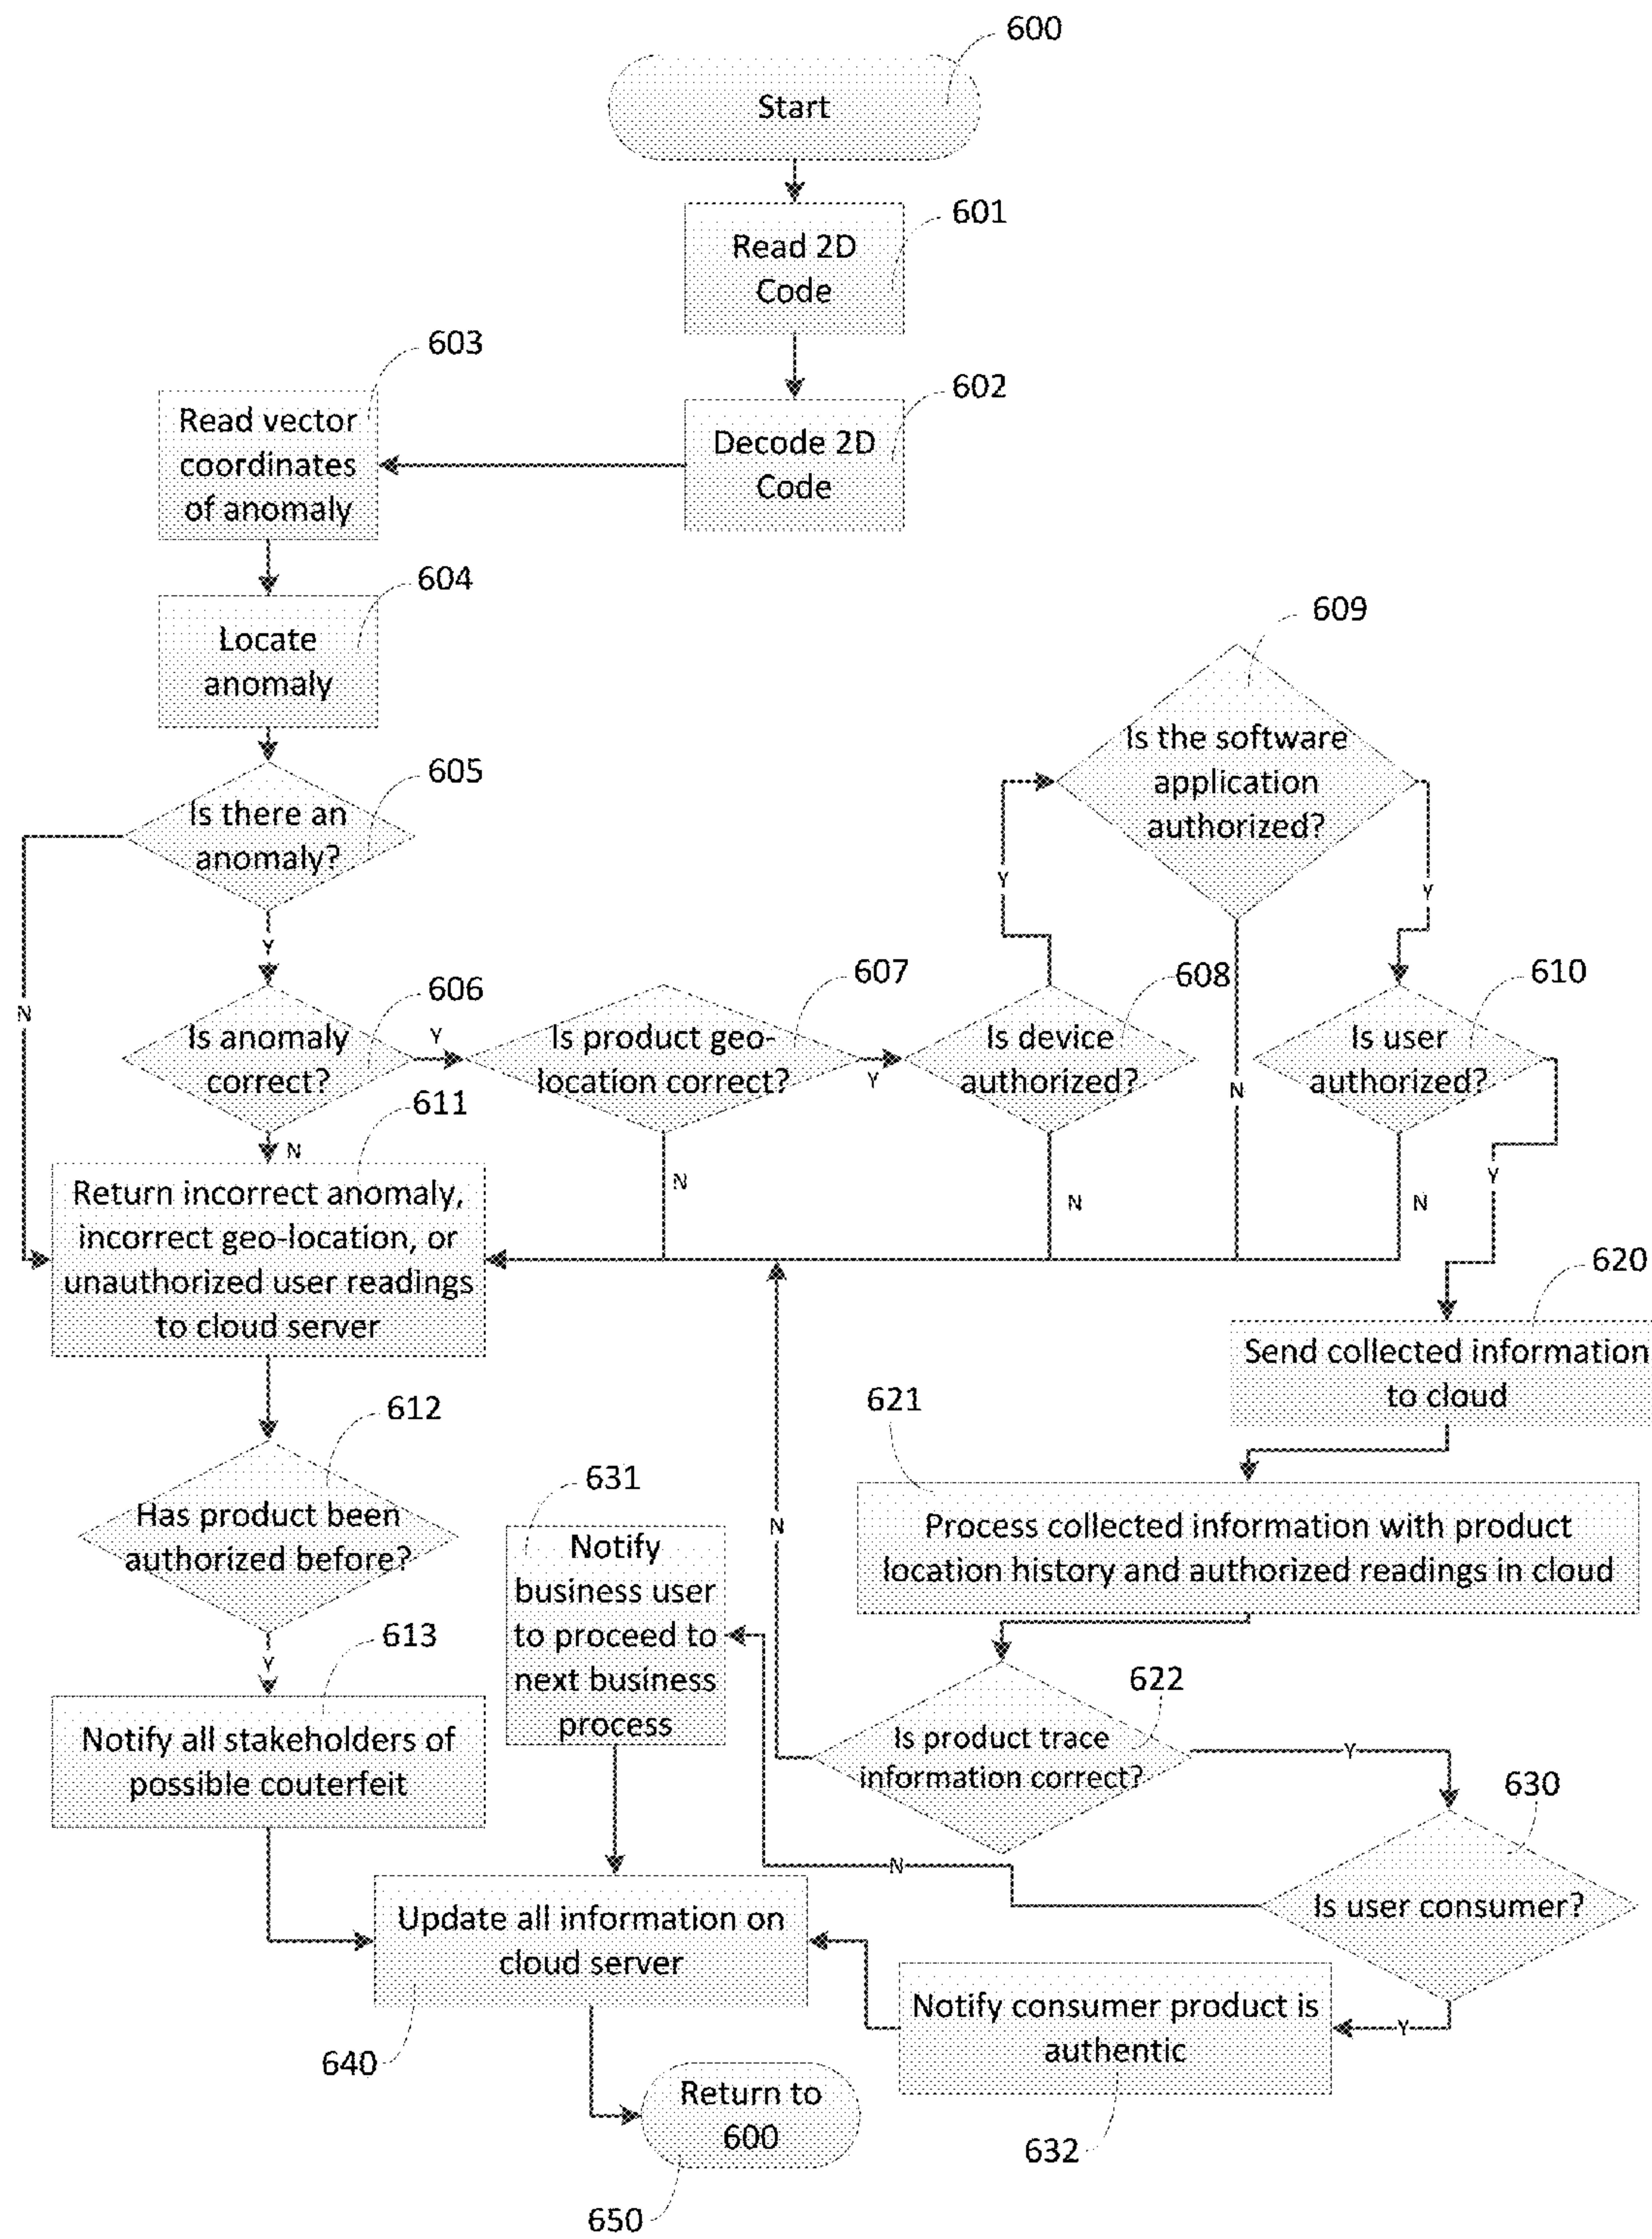 600
Start
601
Read 2D
Code
603
602
Read vector
coordinates
of anomaly
Decode 2D
Code
604
Locate
anomaly
609
Is the software
application
authorized?
605
Is there an
anomaly?
Y
Y
Y
N
606
607
608
610
Is anomaly
correct?
Y
Is product geo-
location correct?
Y
Is device
authorized?
N
Is user
authorized?
611
N
N
N
N
Y
Return incorrect anomaly,
incorrect geo-location, or
unauthorized user readings
to cloud server
620
Send collected information
to cloud
612
621
Has product been
authorized before?
631
Notify
business user
to proceed to
next business
process
N
Process collected information with product
location history and authorized readings in cloud
Y
613
622
Notify all stakeholders of
possible couterfeit
Is product trace
information correct?
Y
630
N
Is user consumer?
Update all information on
cloud server
Notify consumer product is
authentic
Y
640
Return to
600
632
650